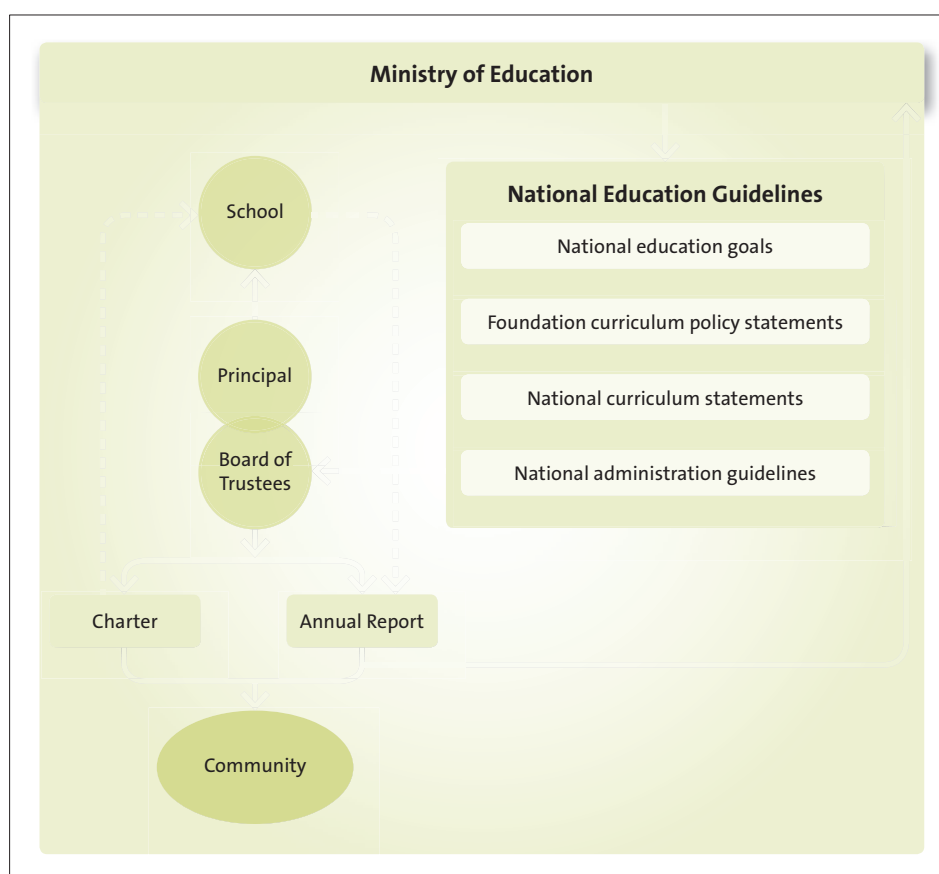 Ministry of Education
School
Principal
Board of
Trustees
Charter
Annual Report
Community
National Education Guidelines
National education goals
Foundation curriculum policy statements
National curriculum statements
National administration guidelines